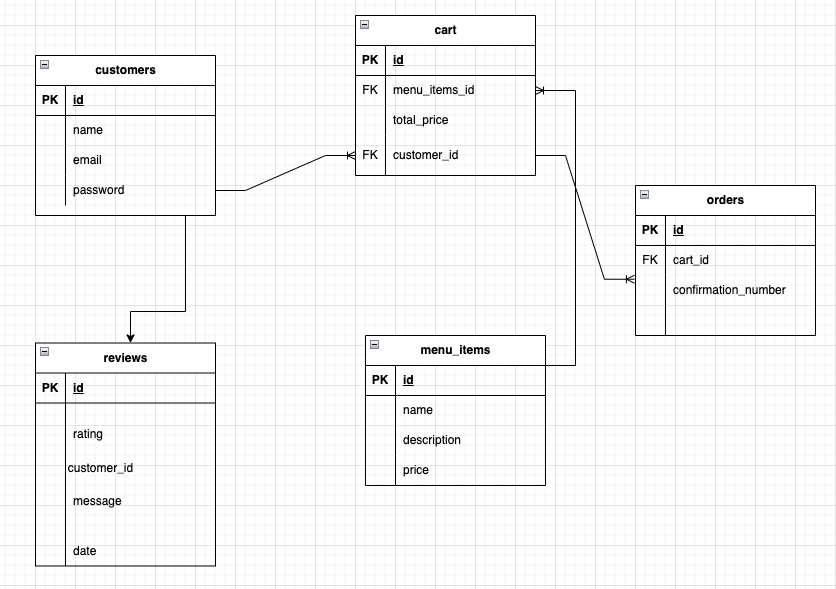 customers
PK id
name
email
password
cart
PK id
FK menu_items_id
total_price
FK customer_id
orders
PK id
FK cart_id
confirmation_number
reviews
PK id
rating
customer_id
message
date
menu_items
PK id
name
description
price